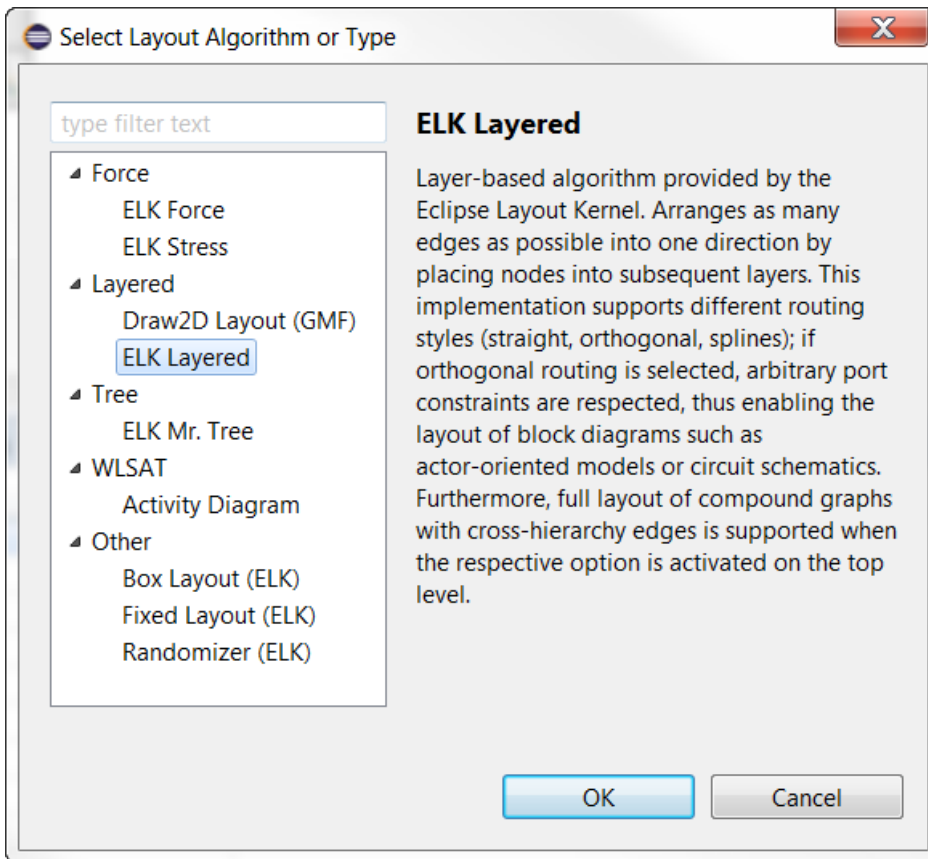 Select Layout Algorithm or Type
type filter text
Force
ELK Force
ELK Stress
Layered
Draw2D Layout (GMF)
ELK Layered
Tree
ELK Mr. Tree
WLSAT
Activity Diagram
Other
Box Layout (ELK)
Fixed Layout (ELK)
Randomizer (ELK)
ELK Layered
Layer-based algorithm provided by the
Eclipse Layout Kernel. Arranges as many
edges as possible into one direction by
placing nodes into subsequent layers. This
implementation supports different routing
styles (straight, orthogonal, splines); if
orthogonal routing is selected, arbitrary port
constraints are respected, thus enabling the
layout of block diagrams such as
actor-oriented models or circuit schematics.
Furthermore, full layout of compound graphs
with cross-hierarchy edges is supported when
the respective option is activated on the top
level.
OK
Cancel